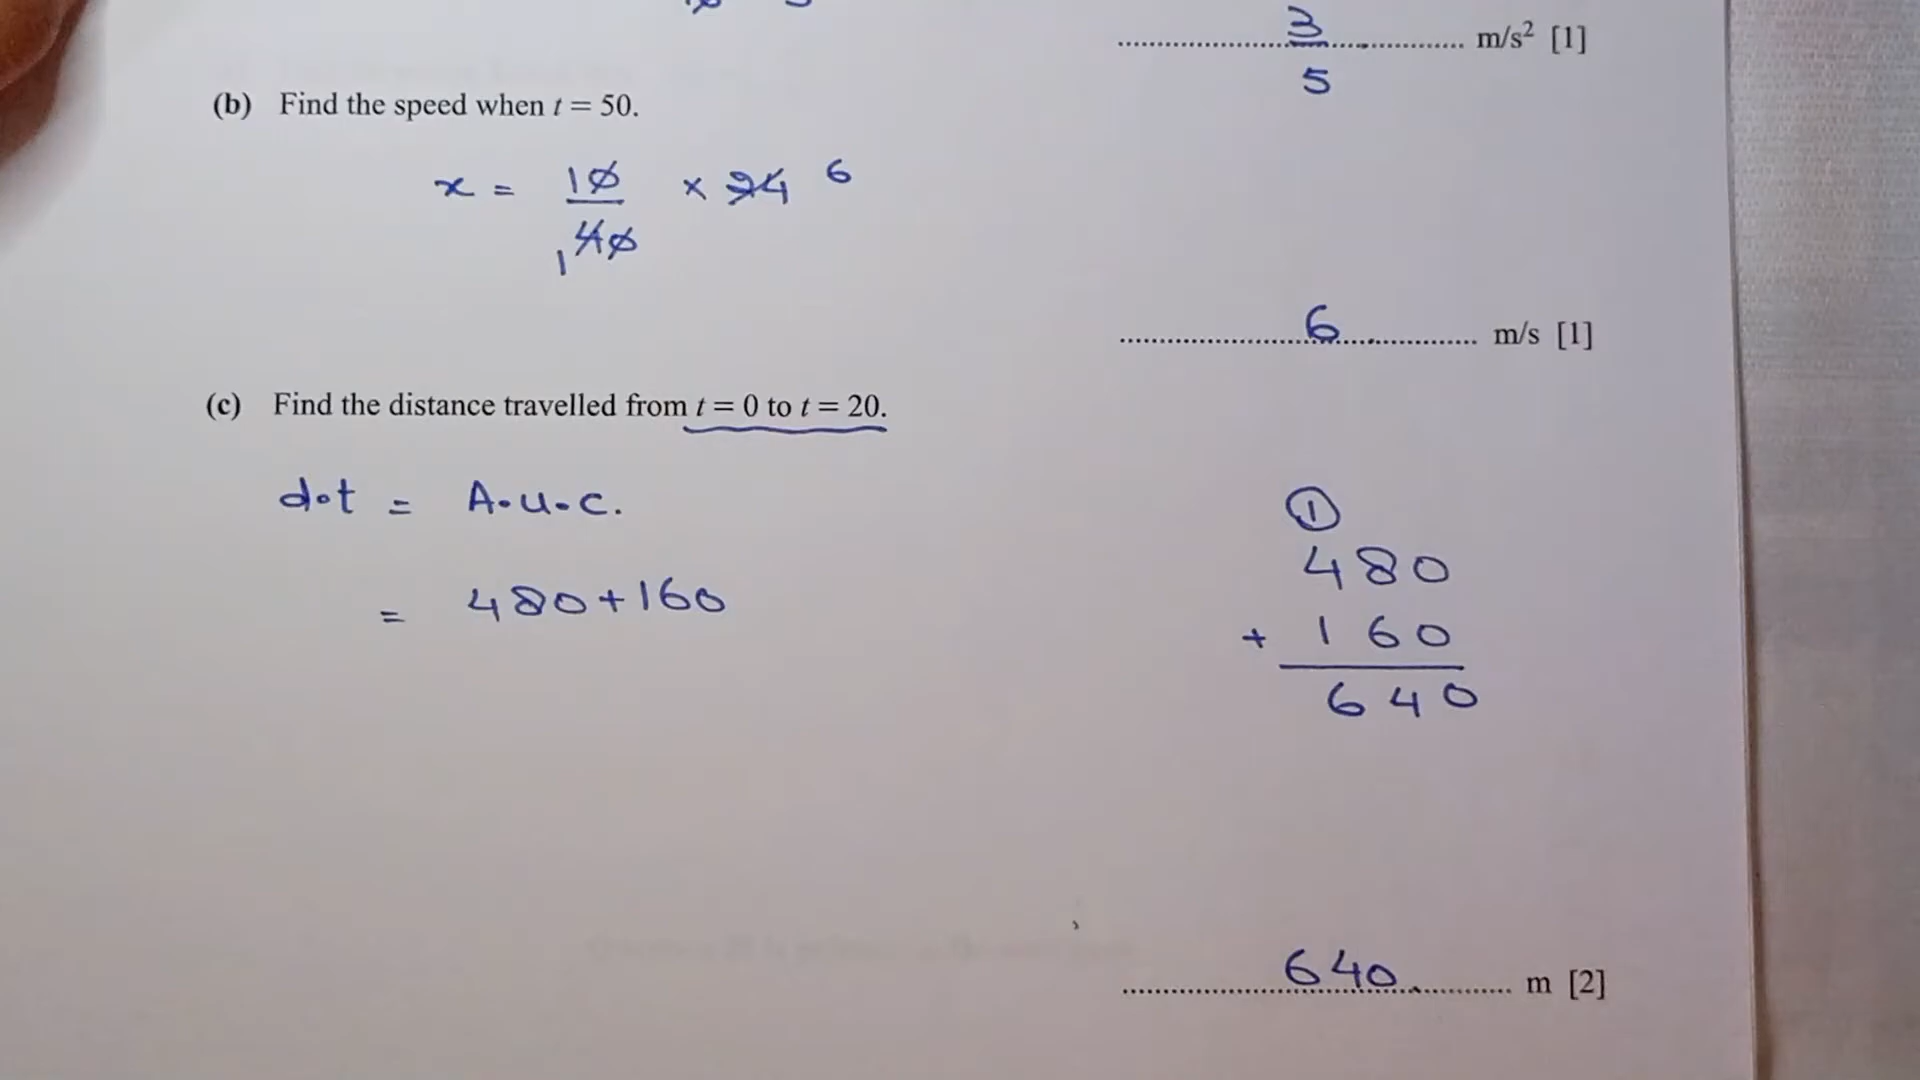 3
m/s² [1]
5
(b) Find the speed when t = 50.
x = 10 × 24 6
1 40
6 m/s [1]
(c) Find the distance travelled from t = 0 to t = 20.
dot = A.U.C.
= 480+160
1
480
+ 160
640
640 m [2]